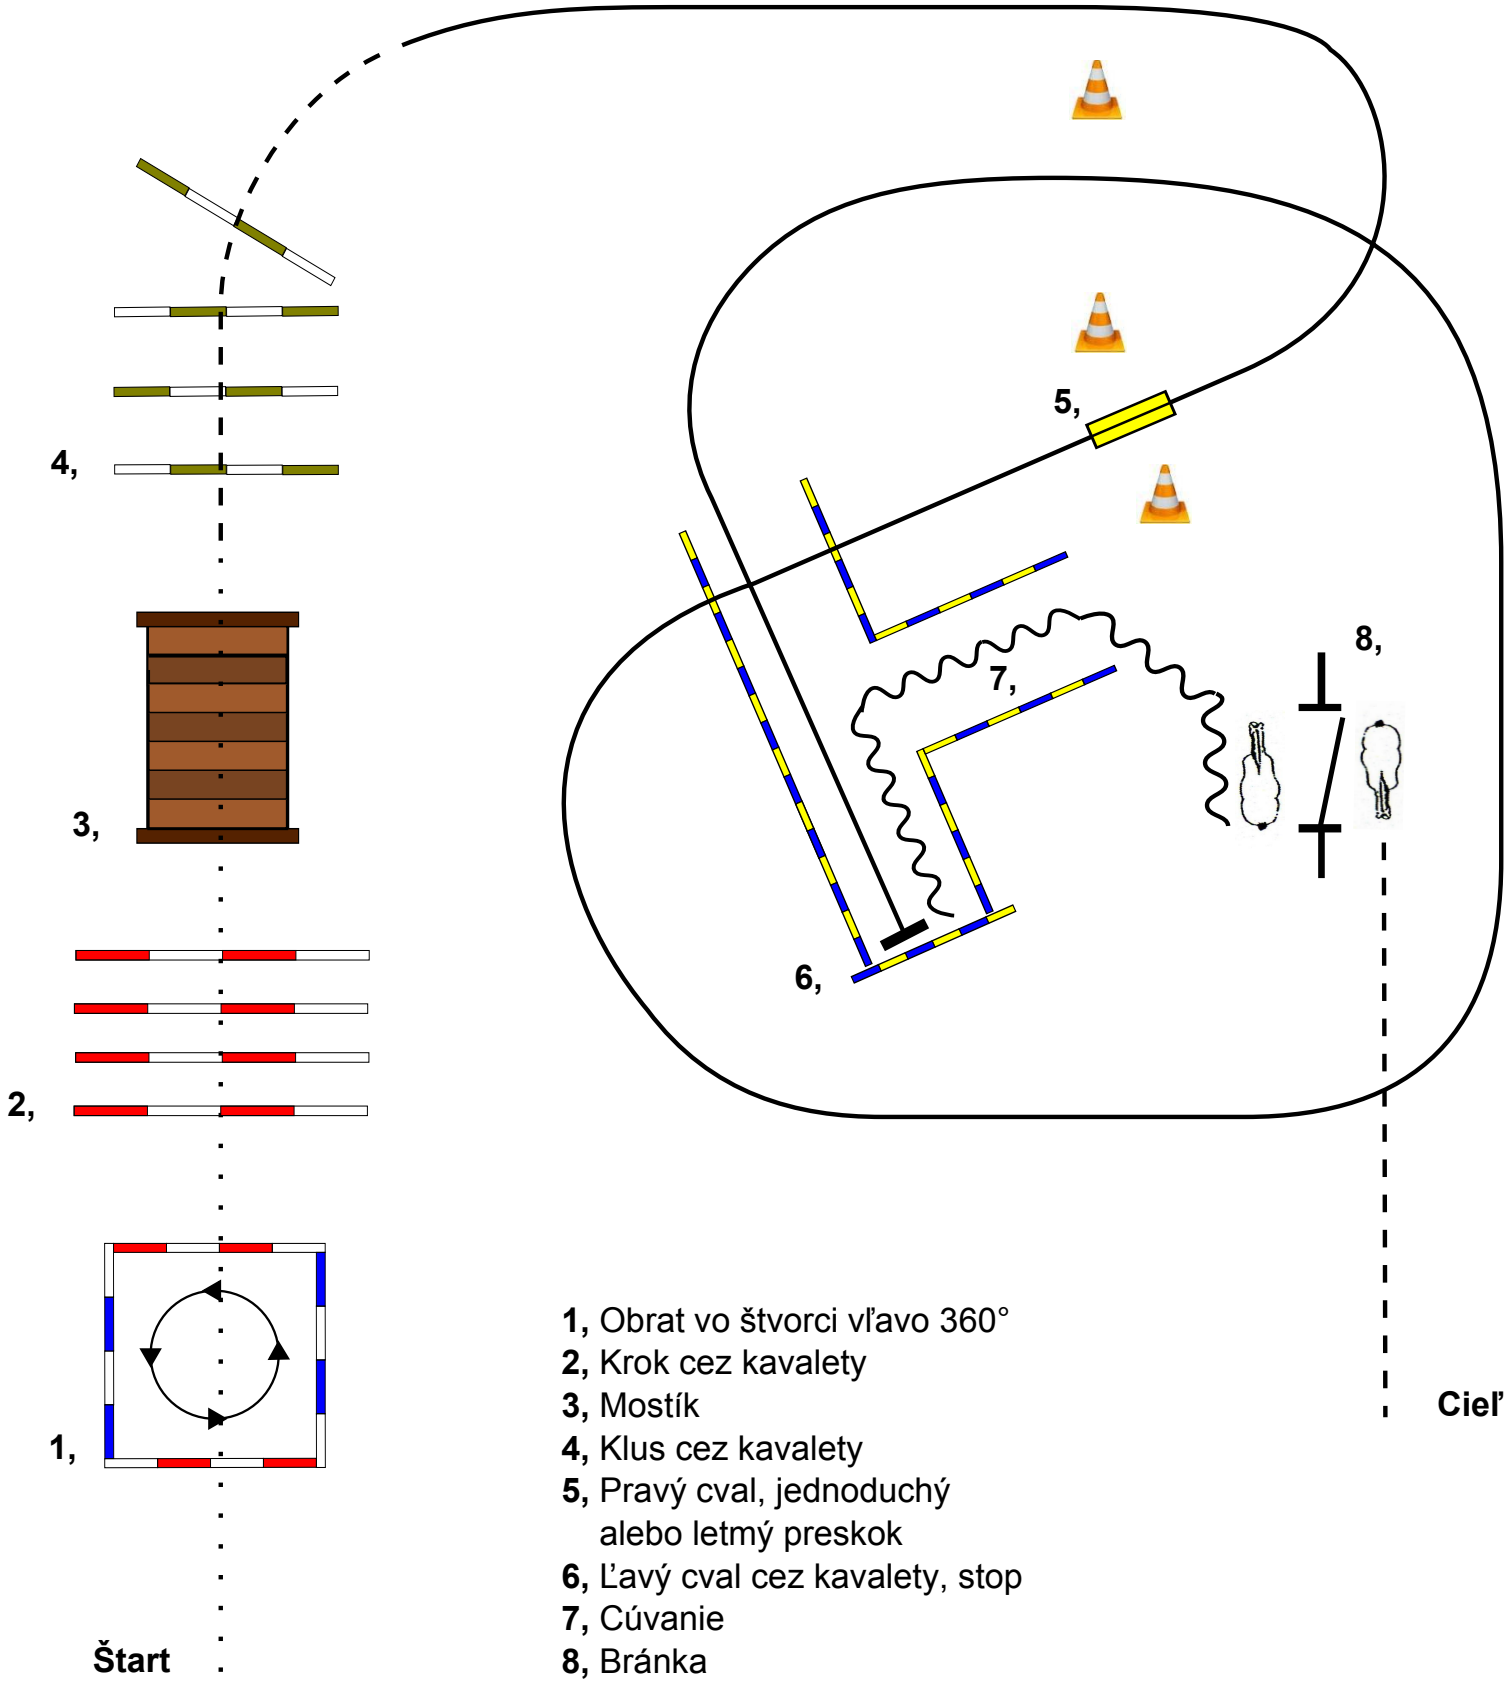 5,
4,
8,
7,
3,
6,
2,
1, Obrat vo štvorci vľavo 360°
2, Krok cez kavalety
3, Mostík
Cieľ
1,
4, Klus cez kavalety
5, Pravý cval, jednoduchý
alebo letmý preskok
6, Ľavý cval cez kavalety, stop
7, Cúvanie
Štart
8, Bránka